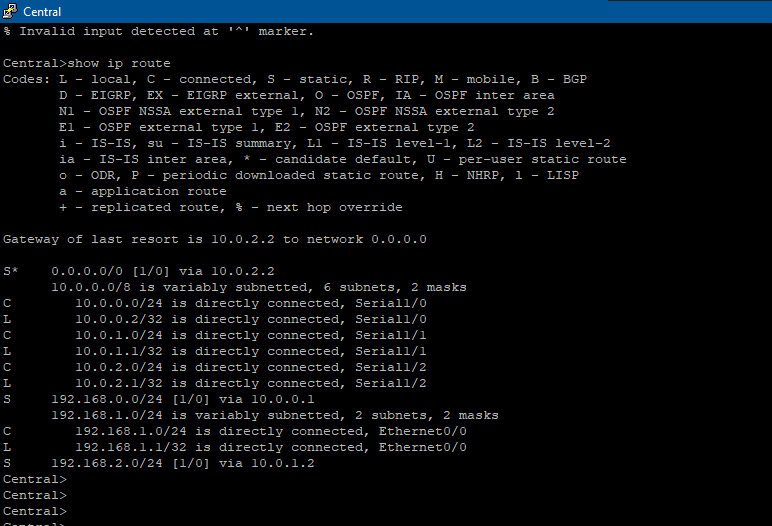 Central
% Invalid input detected at '^' marker.
Central>show ip route
Codes: L - local, C - connected, S - static, R - RIP, M - mobile, B - BGP
D - EIGRP, EX - EIGRP external, O - OSPF, IA - OSPF inter area
N1 - OSPF NSSA external type 1, N2 - OSPF NSSA external type 2
E1 - OSPF external type 1, E2 - OSPF external type 2
i - IS-IS, su - IS-IS summary, L1 - IS-IS level-1, L2 - IS-IS level-2
ia - IS-IS inter area, * - candidate default, U - per-user static route
o - ODR, P - periodic downloaded static route, H - NHRP, l - LISP
a - application route
+ - replicated route, % - next hop override
Gateway of last resort is 10.0.2.2 to network 0.0.0.0
S* 0.0.0.0/0 [1/0] via 10.0.2.2
10.0.0.0/8 is variably subnetted, 6 subnets, 2 masks
C 10.0.0.0/24 is directly connected, Serial1/0
L 10.0.0.2/32 is directly connected, Serial1/0
C 10.0.1.0/24 is directly connected, Serial1/1
L 10.0.1.1/32 is directly connected, Serial1/1
C 10.0.2.0/24 is directly connected, Serial1/2
L 10.0.2.1/32 is directly connected, Serial1/2
S 192.168.0.0/24 [1/0] via 10.0.0.1
192.168.1.0/24 is variably subnetted, 2 subnets, 2 masks
C 192.168.1.0/24 is directly connected, Ethernet0/0
L 192.168.1.1/32 is directly connected, Ethernet0/0
S 192.168.2.0/24 [1/0] via 10.0.1.2
Central>
Central>
Central>
Central>